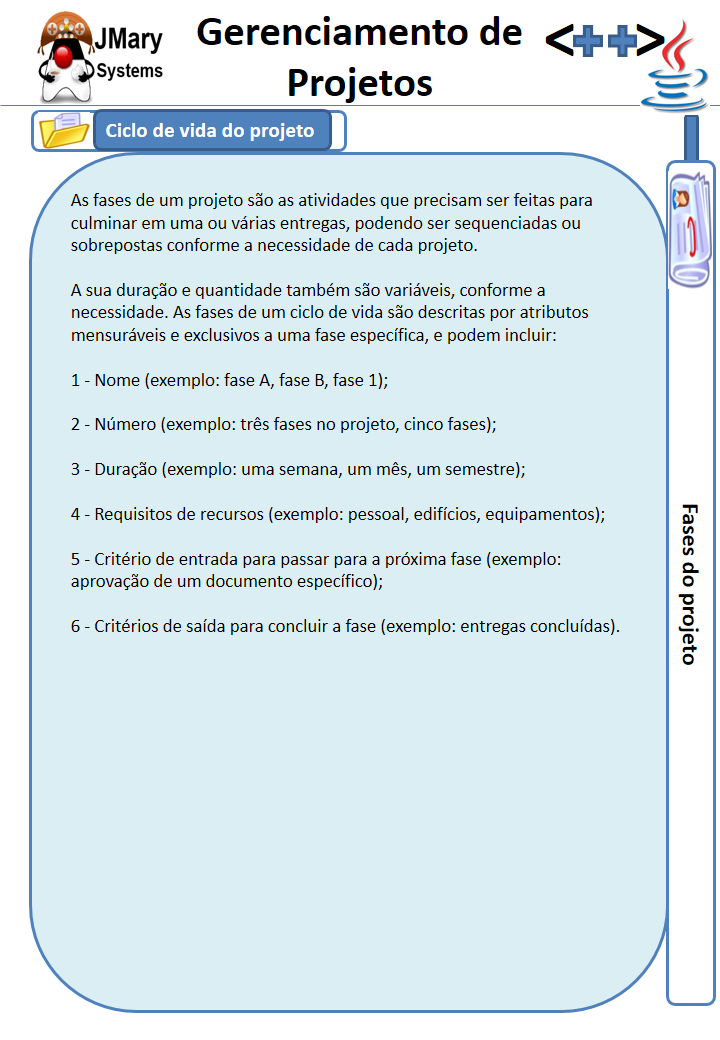 JMary
Systems
Gerenciamento de
Projetos
<++>
Ciclo de vida do projeto
As fases de um projeto são as atividades que precisam ser feitas para
culminar em uma ou várias entregas, podendo ser sequenciadas ou
sobrepostas conforme a necessidade de cada projeto.
A sua duração e quantidade também são variáveis, conforme a
necessidade. As fases de um ciclo de vida são descritas por atributos
mensuráveis e exclusivos a uma fase específica, e podem incluir:
1 - Nome (exemplo: fase A, fase B, fase 1);
2 - Número (exemplo: três fases no projeto, cinco fases);
3 - Duração (exemplo: uma semana, um mês, um semestre);
4 - Requisitos de recursos (exemplo: pessoal, edifícios, equipamentos);
5 - Critério de entrada para passar para a próxima fase (exemplo:
aprovação de um documento específico);
6 - Critérios de saída para concluir a fase (exemplo: entregas concluídas).
Fases do projeto